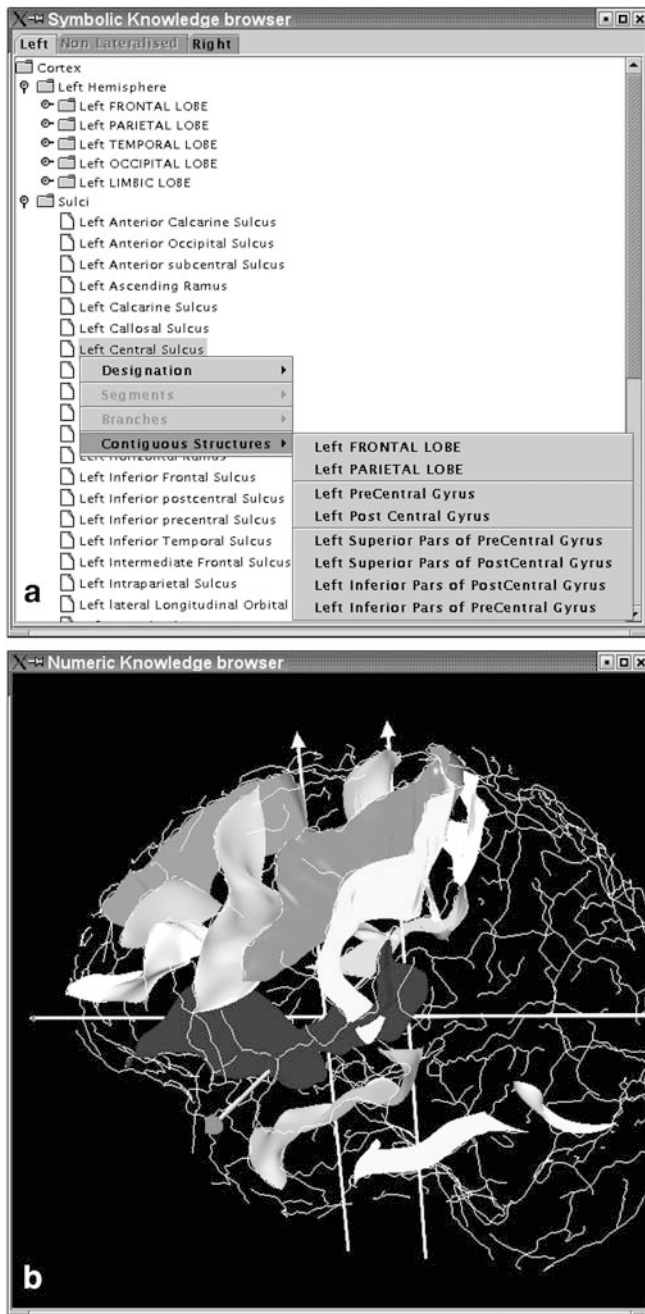 Symbolic Knowledge browser
Left Non Lateralised Right
Cortex
Left Hemisphere
Left FRONTAL LOBE
Left PARIETAL LOBE
Left TEMPORAL LOBE
Left OCCIPITAL LOBE
Left LIMBIC LOBE
Sulci
Left Anterior Calcarine Sulcus
Left Anterior Occipital Sulcus
Left Anterior subcentral Sulcus
Left Ascending Ramus
Left Calcarine Sulcus
Left Callosal Sulcus
Left Central Sulcus
Designation
Segments
Branches
Contiguous Structures
Left FRONTAL LOBE
Left PARIETAL LOBE
Left PreCentral Gyrus
Left Post Central Gyrus
Left Superior Pars of PreCentral Gyrus
Left Superior Pars of PostCentral Gyrus
Left Inferior Pars of PostCentral Gyrus
Left Inferior Pars of PreCentral Gyrus
Left Horizontal Ramus
Left Inferior Frontal Sulcus
Left Inferior postcentral Sulcus
Left Inferior precentral Sulcus
Left Inferior Temporal Sulcus
Left Intermediate Frontal Sulcus
Left Intraparietal Sulcus
Left lateral Longitudinal Orbital
a
Numeric Knowledge browser
b